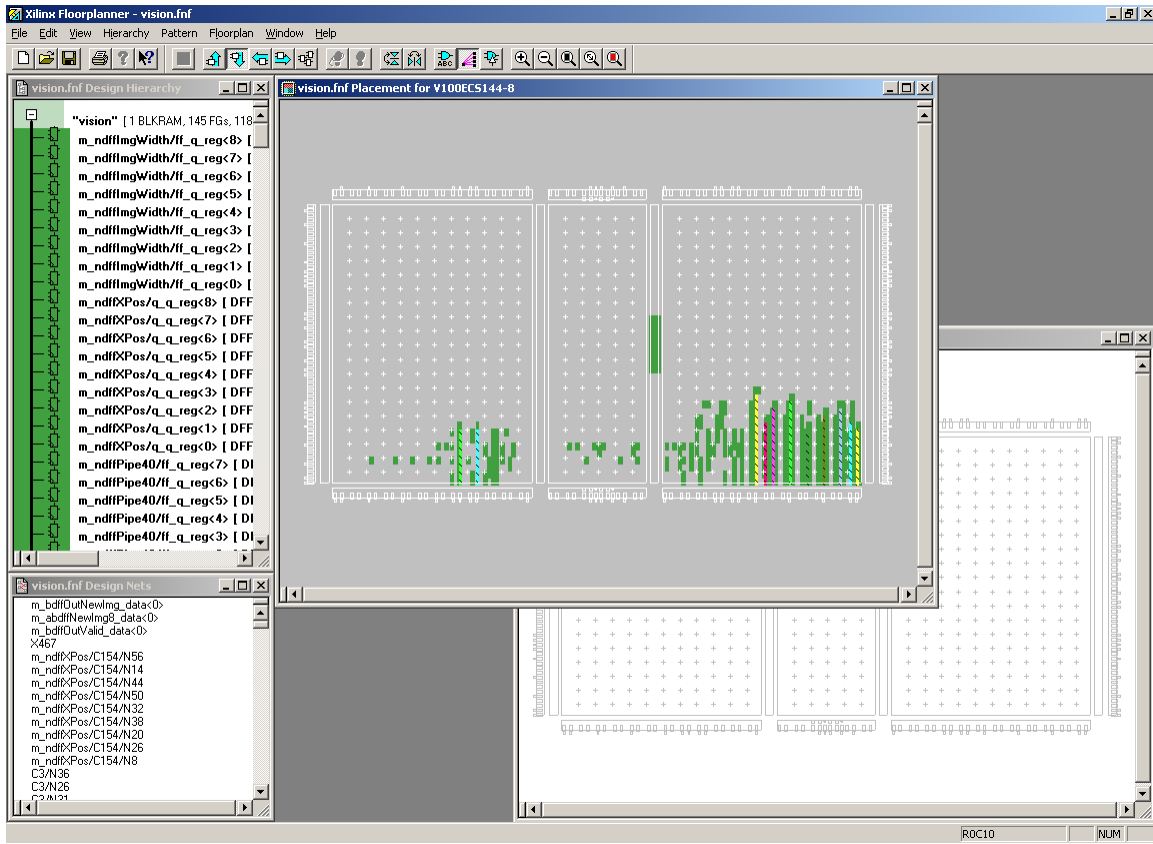 Xilinx Floorplanner - vision.fnf
File Edit View Hierarchy Pattern Floorplan Window Help
ABC
vision.fnf Design Hierarchy
"vision" [ 1 BLKRAM, 145 FGs, 118
m_ndffImgWidth/ff_q_reg<8> [
m_ndffImgWidth/ff_q_reg<7> [
m_ndffImgWidth/ff_q_reg<6> [
m_ndffImgWidth/ff_q_reg<5> [
m_ndffImgWidth/ff_q_reg<4> [
m_ndffImgWidth/ff_q_reg<3> [
m_ndffImgWidth/ff_q_reg<2> [
m_ndffImgWidth/ff_q_reg<1> [
m_ndffImgWidth/ff_q_reg<0> [
m_ndffXPos/q_q_reg<8> [ DFF
m_ndffXPos/q_q_reg<7> [ DFF
m_ndffXPos/q_q_reg<6> [ DFF
m_ndffXPos/q_q_reg<5> [ DFF
m_ndffXPos/q_q_reg<4> [ DFF
m_ndffXPos/q_q_reg<3> [ DFF
m_ndffXPos/q_q_reg<2> [ DFF
m_ndffXPos/q_q_reg<1> [ DFF
m_ndffXPos/q_q_reg<0> [ DFF
m_ndffPipe40/ff_q_reg<7> [ DI
m_ndffPipe40/ff_q_reg<6> [ DI
m_ndffPipe40/ff_q_reg<5> [ DI
m_ndffPipe40/ff_q_reg<4> [ DI
m_ndffPipe40/ff_q_reg<3> [ DI
vision.fnf Placement for V100ECS144-8
vision.fnf Design Nets
m_bdffOutNewImg_data<0>
m_abdffNewImg8_data<0>
m_bdffOutValid_data<0>
X467
m_ndffXPos/C154/N56
m_ndffXPos/C154/N14
m_ndffXPos/C154/N44
m_ndffXPos/C154/N50
m_ndffXPos/C154/N32
m_ndffXPos/C154/N38
m_ndffXPos/C154/N20
m_ndffXPos/C154/N26
m_ndffXPos/C154/N8
C3/N36
C3/N26
C3/N31
R0C10
NUM